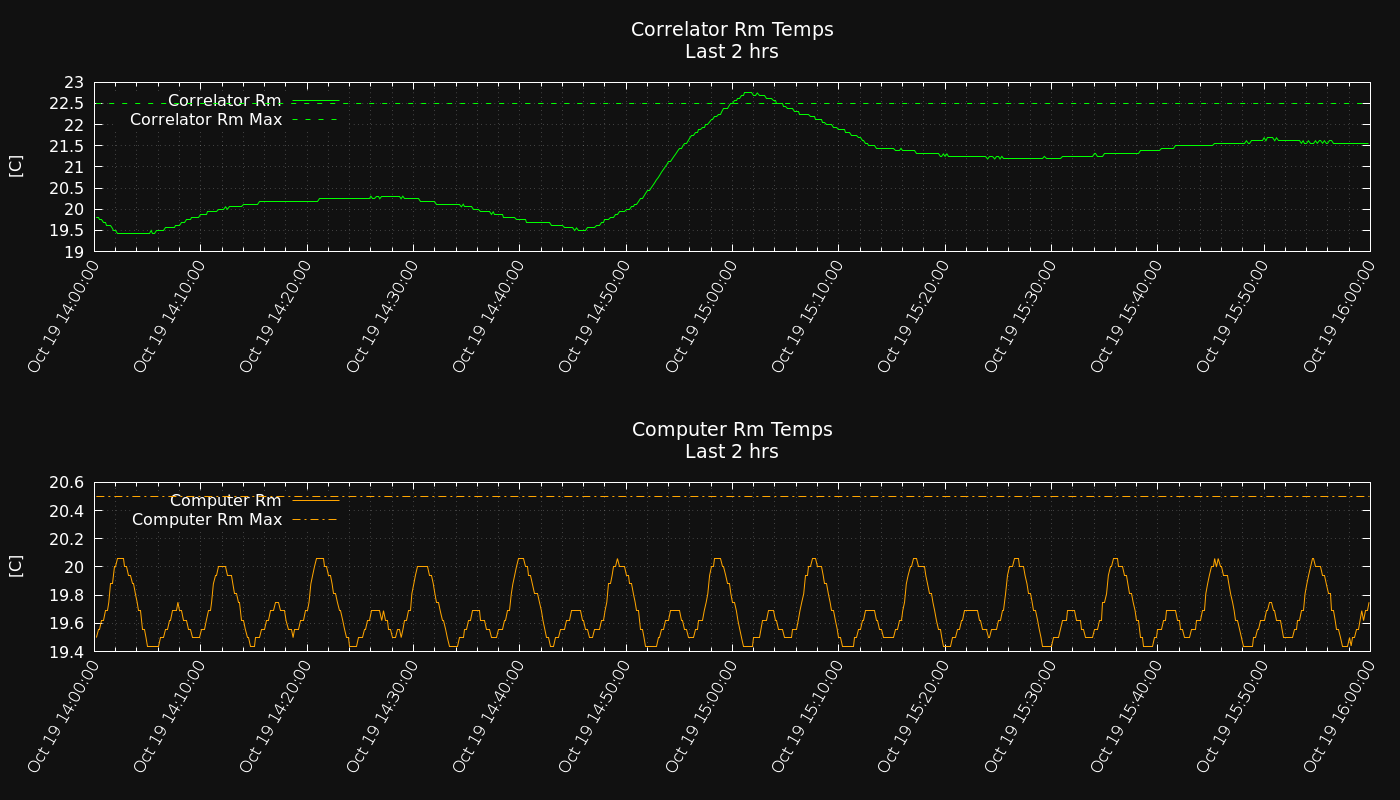 Correlator Rm Temps
Last 2 hrs
23
22.5
22
21.5
21
20.5
20
19.5
19
[C]
Correlator Rm
Correlator Rm Max
Oct 19 14:00:00
Oct 19 14:10:00
Oct 19 14:20:00
Oct 19 14:30:00
Oct 19 14:40:00
Oct 19 14:50:00
Oct 19 15:00:00
Oct 19 15:10:00
Oct 19 15:20:00
Oct 19 15:30:00
Oct 19 15:40:00
Oct 19 15:50:00
Oct 19 16:00:00
Computer Rm Temps
Last 2 hrs
20.6
20.4
20.2
20
19.8
19.6
19.4
[C]
Computer Rm
Computer Rm Max
Oct 19 14:00:00
Oct 19 14:10:00
Oct 19 14:20:00
Oct 19 14:30:00
Oct 19 14:40:00
Oct 19 14:50:00
Oct 19 15:00:00
Oct 19 15:10:00
Oct 19 15:20:00
Oct 19 15:30:00
Oct 19 15:40:00
Oct 19 15:50:00
Oct 19 16:00:00